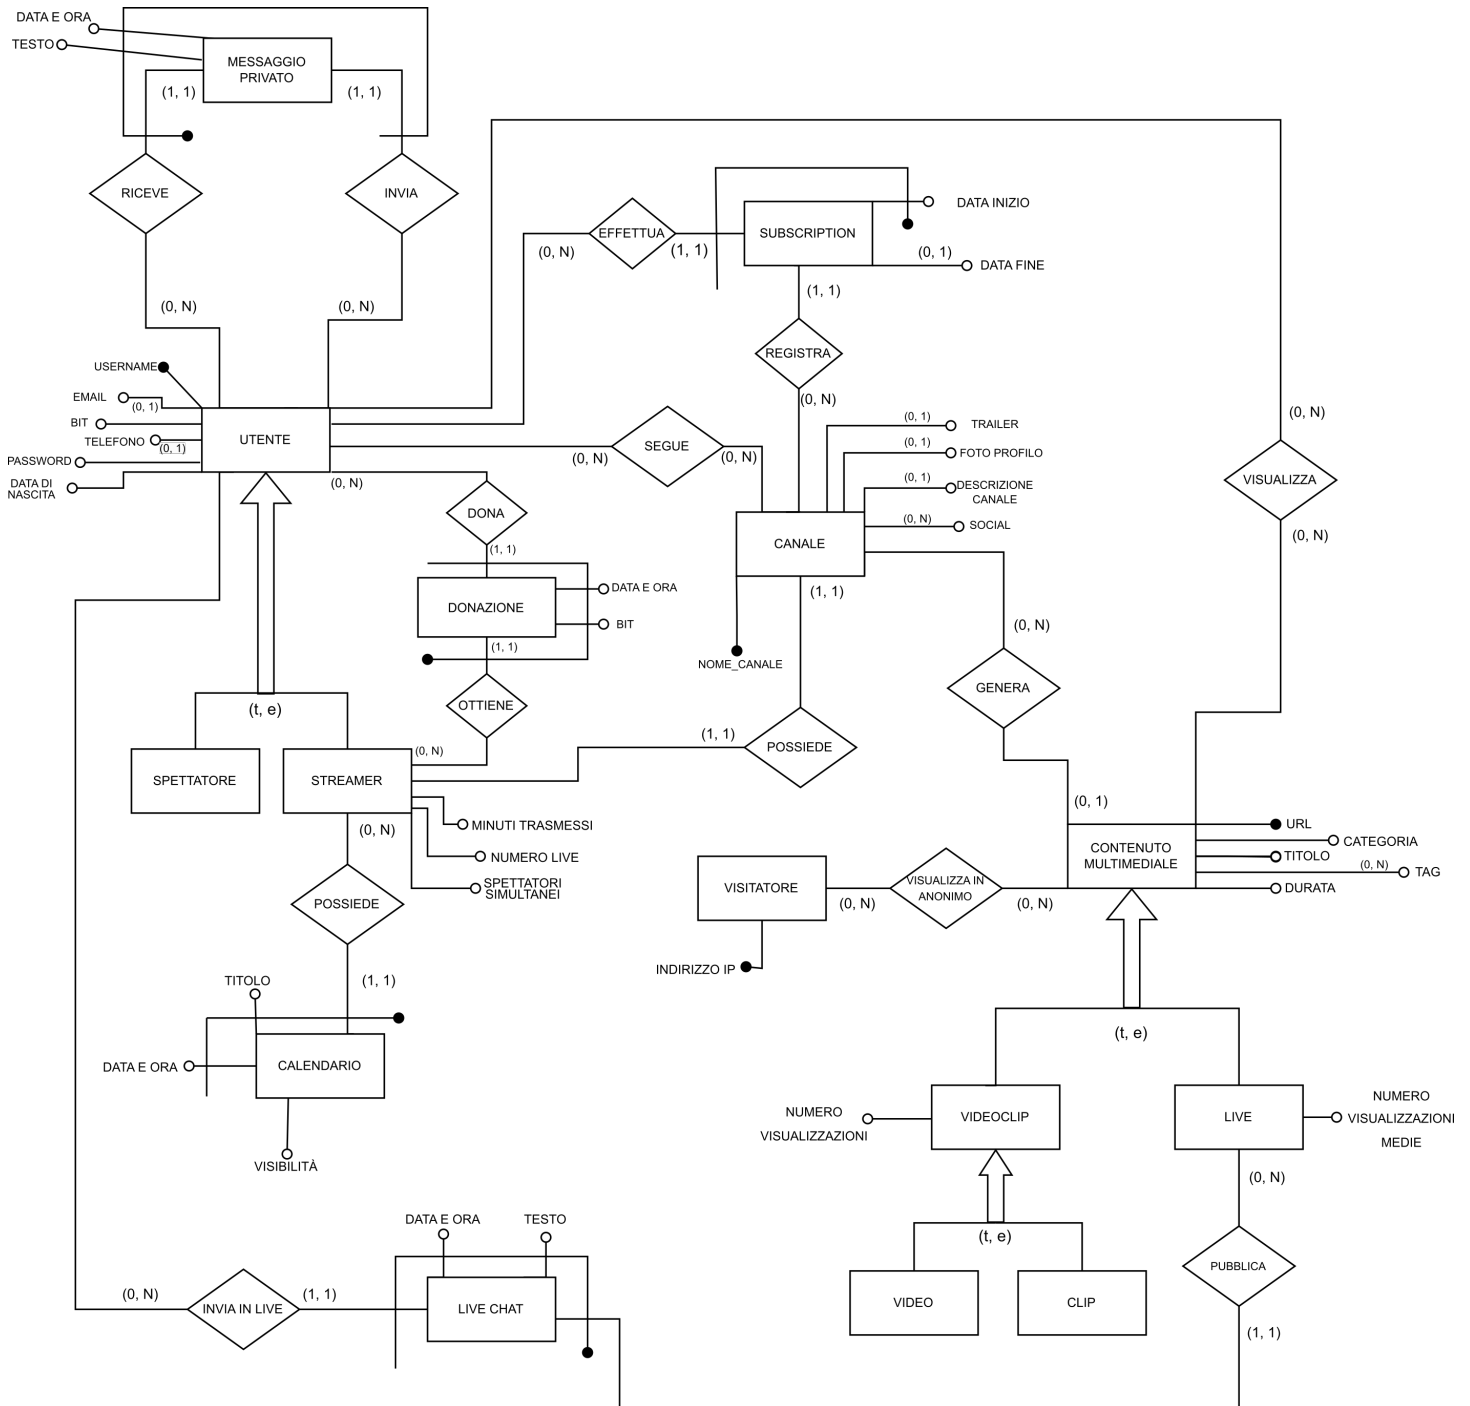 DATA E ORA
TESTO
MESSAGGIO
PRIVATO
(1, 1)
(1, 1)
RICEVE
INVIA
(0, N)
(0, N)
EFFETTUA
(0, N)
(1, 1)
SUBSCRIPTION
DATA INIZIO
(0, 1)
DATA FINE
(1, 1)
REGISTRA
(0, N)
USERNAME
EMAIL
(0, 1)
BIT
TELEFONO
(0, 1)
PASSWORD
DATA DI
NASCITA
UTENTE
(0, N)
SEGUE
(0, N)
(0, N)
(0, 1)
TRAILER
(0, 1)
FOTO PROFILO
(0, 1)
DESCRIZIONE
CANALE
(0, N)
SOCIAL
(0, N)
VISUALIZZA
(0, N)
DONA
(1, 1)
CANALE
(1, 1)
DONAZIONE
DATA E ORA
BIT
(1, 1)
NOME_CANALE
(0, N)
GENERA
OTTIENE
(t, e)
(0, N)
(1, 1)
POSSIEDE
SPETTATORE
STREAMER
(0, N)
MINUTI TRASMESSI
NUMERO LIVE
SPETTATORI
SIMULTANEI
(0, 1)
CONTENUTO
MULTIMEDIALE
URL
CATEGORIA
TITOLO
(0, N)
TAG
DURATA
VISITATORE
(0, N)
VISUALIZZA IN
ANONIMO
(0, N)
INDIRIZZO IP
POSSIEDE
(1, 1)
TITOLO
DATA E ORA
CALENDARIO
VISIBILITÀ
(t, e)
NUMERO
VISUALIZZAZIONI
VIDEOCLIP
LIVE
NUMERO
VISUALIZZAZIONI
MEDIE
(0, N)
(t, e)
PUBBLICA
VIDEO
CLIP
(1, 1)
DATA E ORA
TESTO
(0, N)
INVIA IN LIVE
(1, 1)
LIVE CHAT